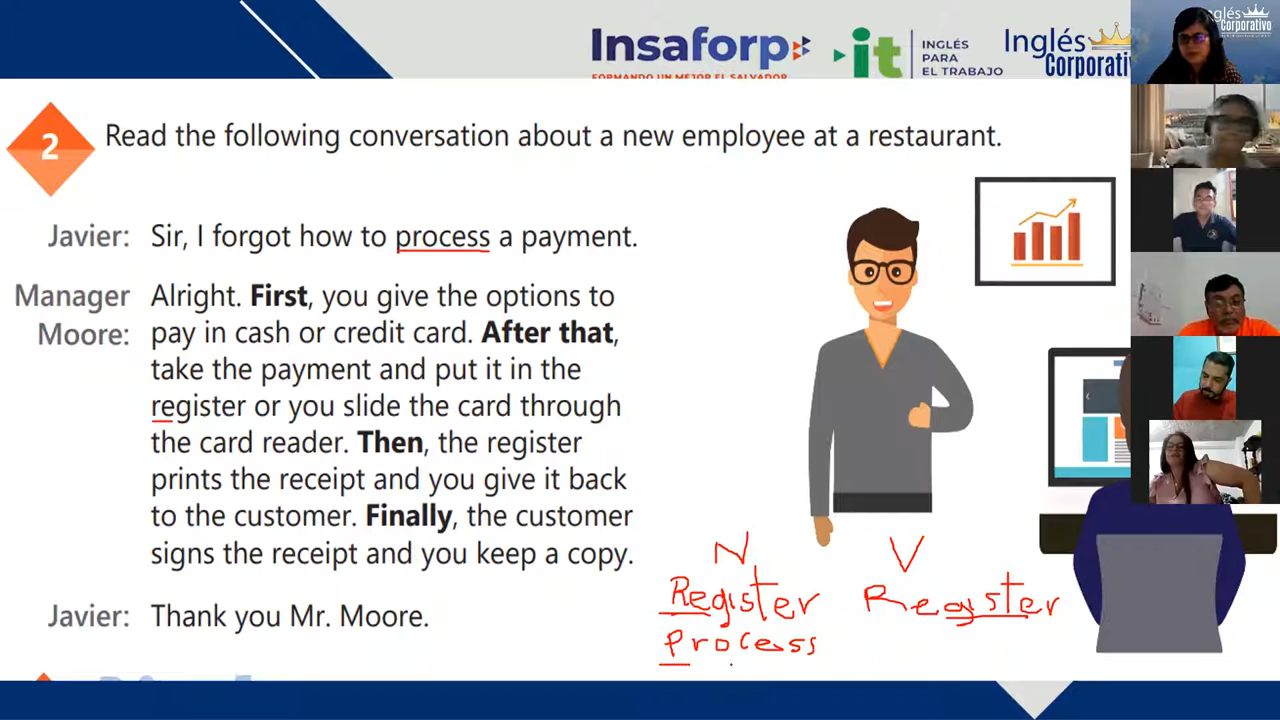 Insaforp
FORMANDO UN MEJOR EL SALVADOR
it
INGLÉS
PARA
EL TRABAJO
Inglés
Corporativ
nglés
Corporativo
2
Read the following conversation about a new employee at a restaurant.
Javier: Sir, I forgot how to process a payment.
Manager Alright. First, you give the options to
Moore: pay in cash or credit card. After that,
take the payment and put it in the
register or you slide the card through
the card reader. Then, the register
prints the receipt and you give it back
to the customer. Finally, the customer
signs the receipt and you keep a copy.
Javier: Thank you Mr. Moore.
N V
Register Register
Process